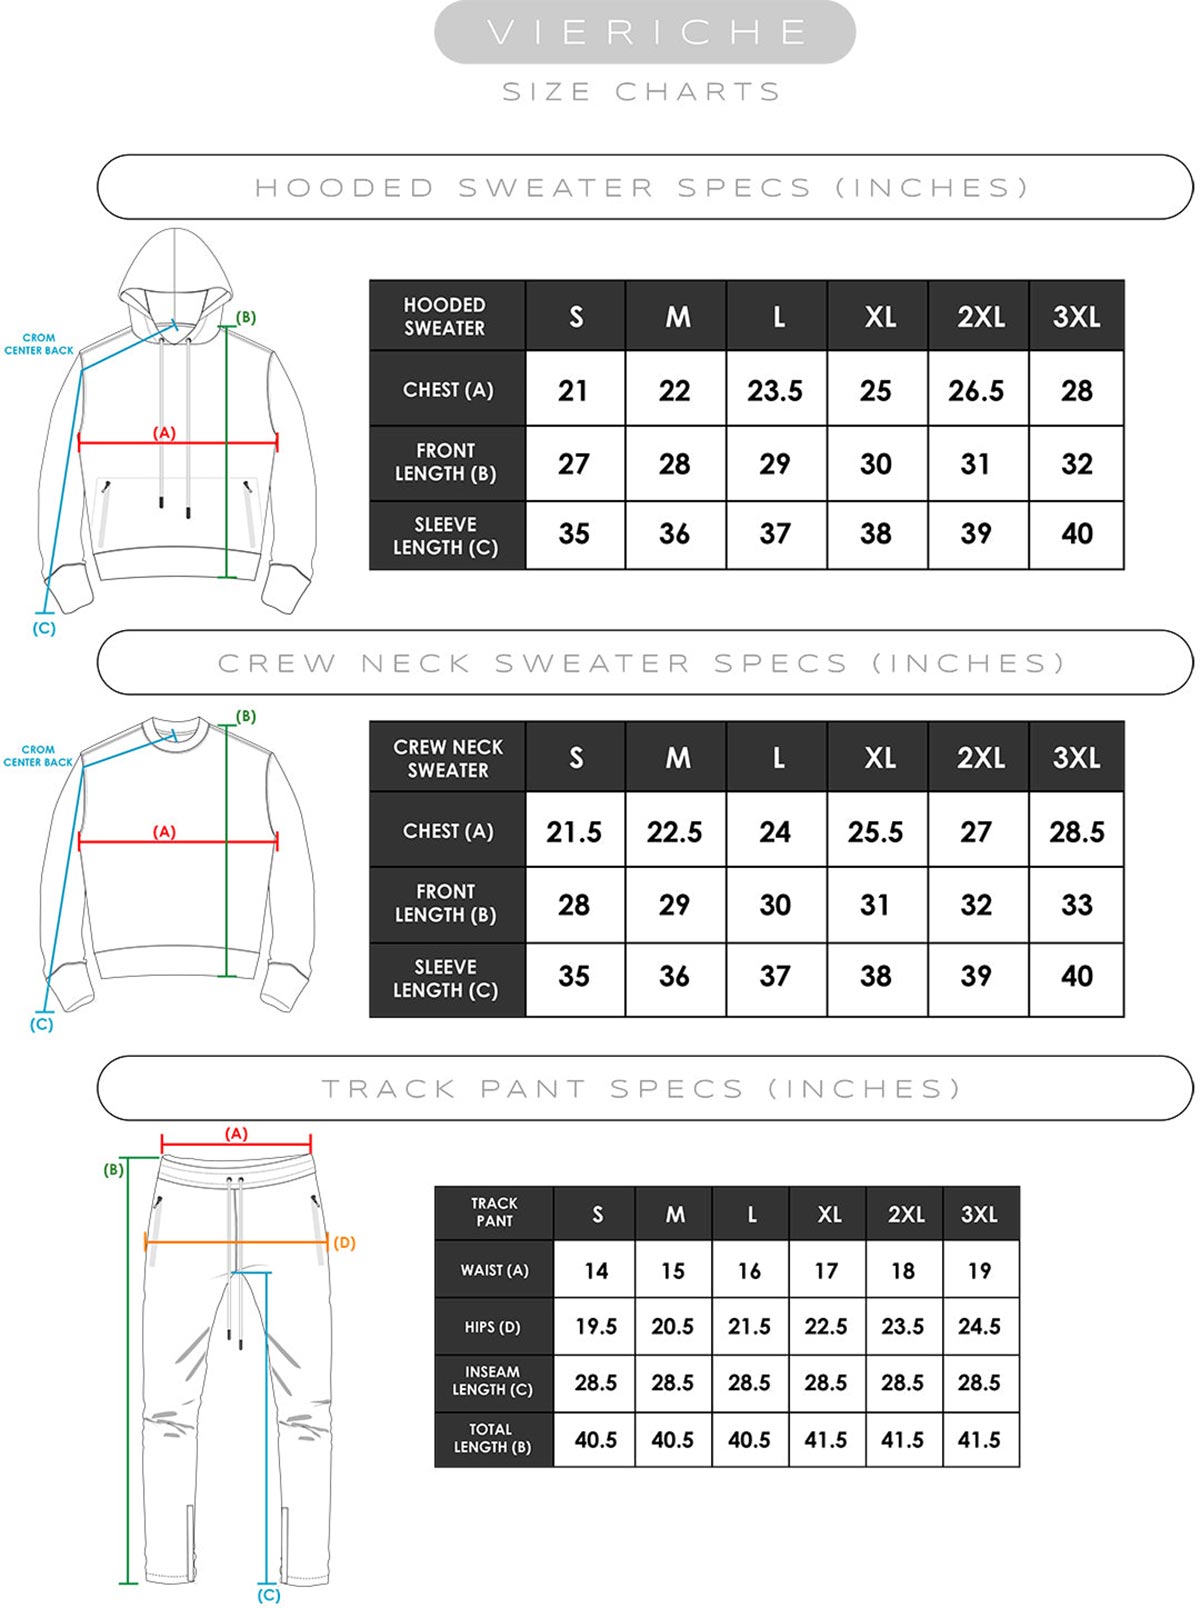 VIERICHE
SIZE CHARTS
HOODED SWEATER SPECS (INCHES)
CROM
CENTER BACK
(B)
(A)
(C)
HOODED
SWEATER
S M L XL 2XL 3XL
CHEST (A) 21 22 23.5 25 26.5 28
FRONT
LENGTH (B)
27 28 29 30 31 32
SLEEVE
LENGTH (C)
35 36 37 38 39 40
CREW NECK SWEATER SPECS (INCHES)
CROM
CENTER BACK
(B)
(A)
(C)
CREW NECK
SWEATER
S M L XL 2XL 3XL
CHEST (A) 21.5 22.5 24 25.5 27 28.5
FRONT
LENGTH (B)
28 29 30 31 32 33
SLEEVE
LENGTH (C)
35 36 37 38 39 40
TRACK PANT SPECS (INCHES)
(A)
(B)
(D)
(C)
TRACK
PANT
S M L XL 2XL 3XL
WAIST (A) 14 15 16 17 18 19
HIPS (D) 19.5 20.5 21.5 22.5 23.5 24.5
INSEAM
LENGTH (C)
28.5 28.5 28.5 28.5 28.5 28.5
TOTAL
LENGTH (B)
40.5 40.5 40.5 41.5 41.5 41.5